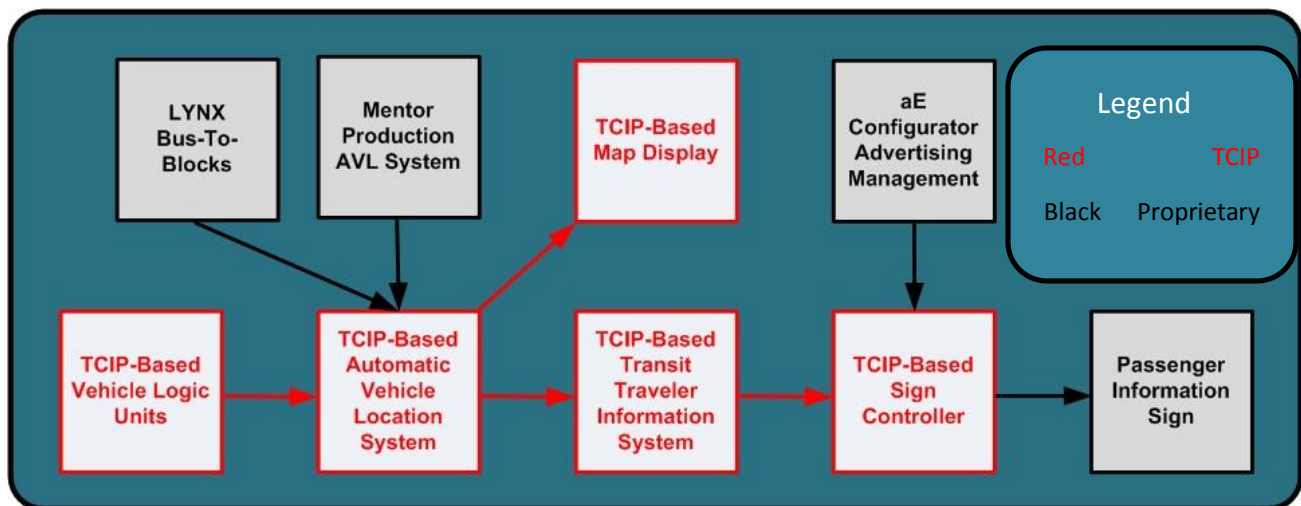 LYNX
Bus-To-
Blocks
Mentor
Production
AVL System
TCIP-Based
Map Display
aE
Configurator
Advertising
Management
Legend
Red TCIP
Black Proprietary
TCIP-Based
Vehicle Logic
Units
TCIP-Based
Automatic
Vehicle
Location
System
TCIP-Based
Transit
Traveler
Information
System
TCIP-Based
Sign
Controller
Passenger
Information
Sign